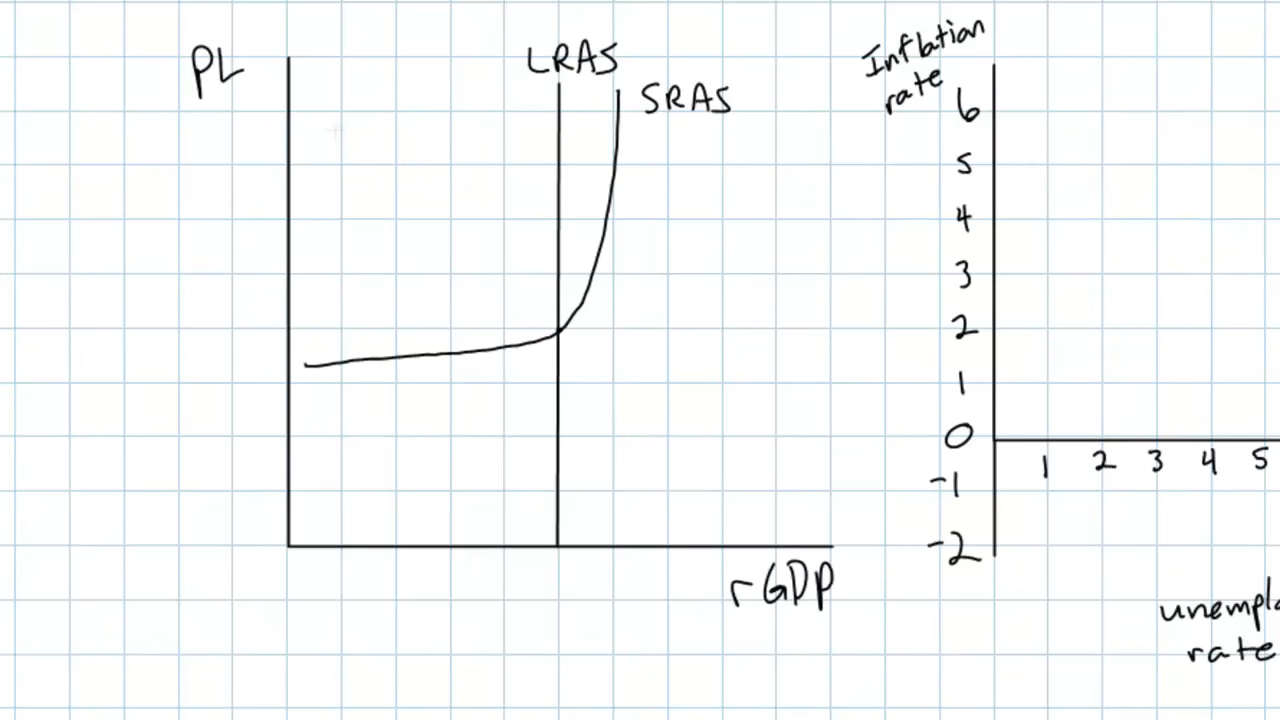 PL
LRAS
SRAS
rGDP
Inflation
rate
6
5
4
3
2
1
0
-1
-2
1 2 3 4 5
unempl
rate